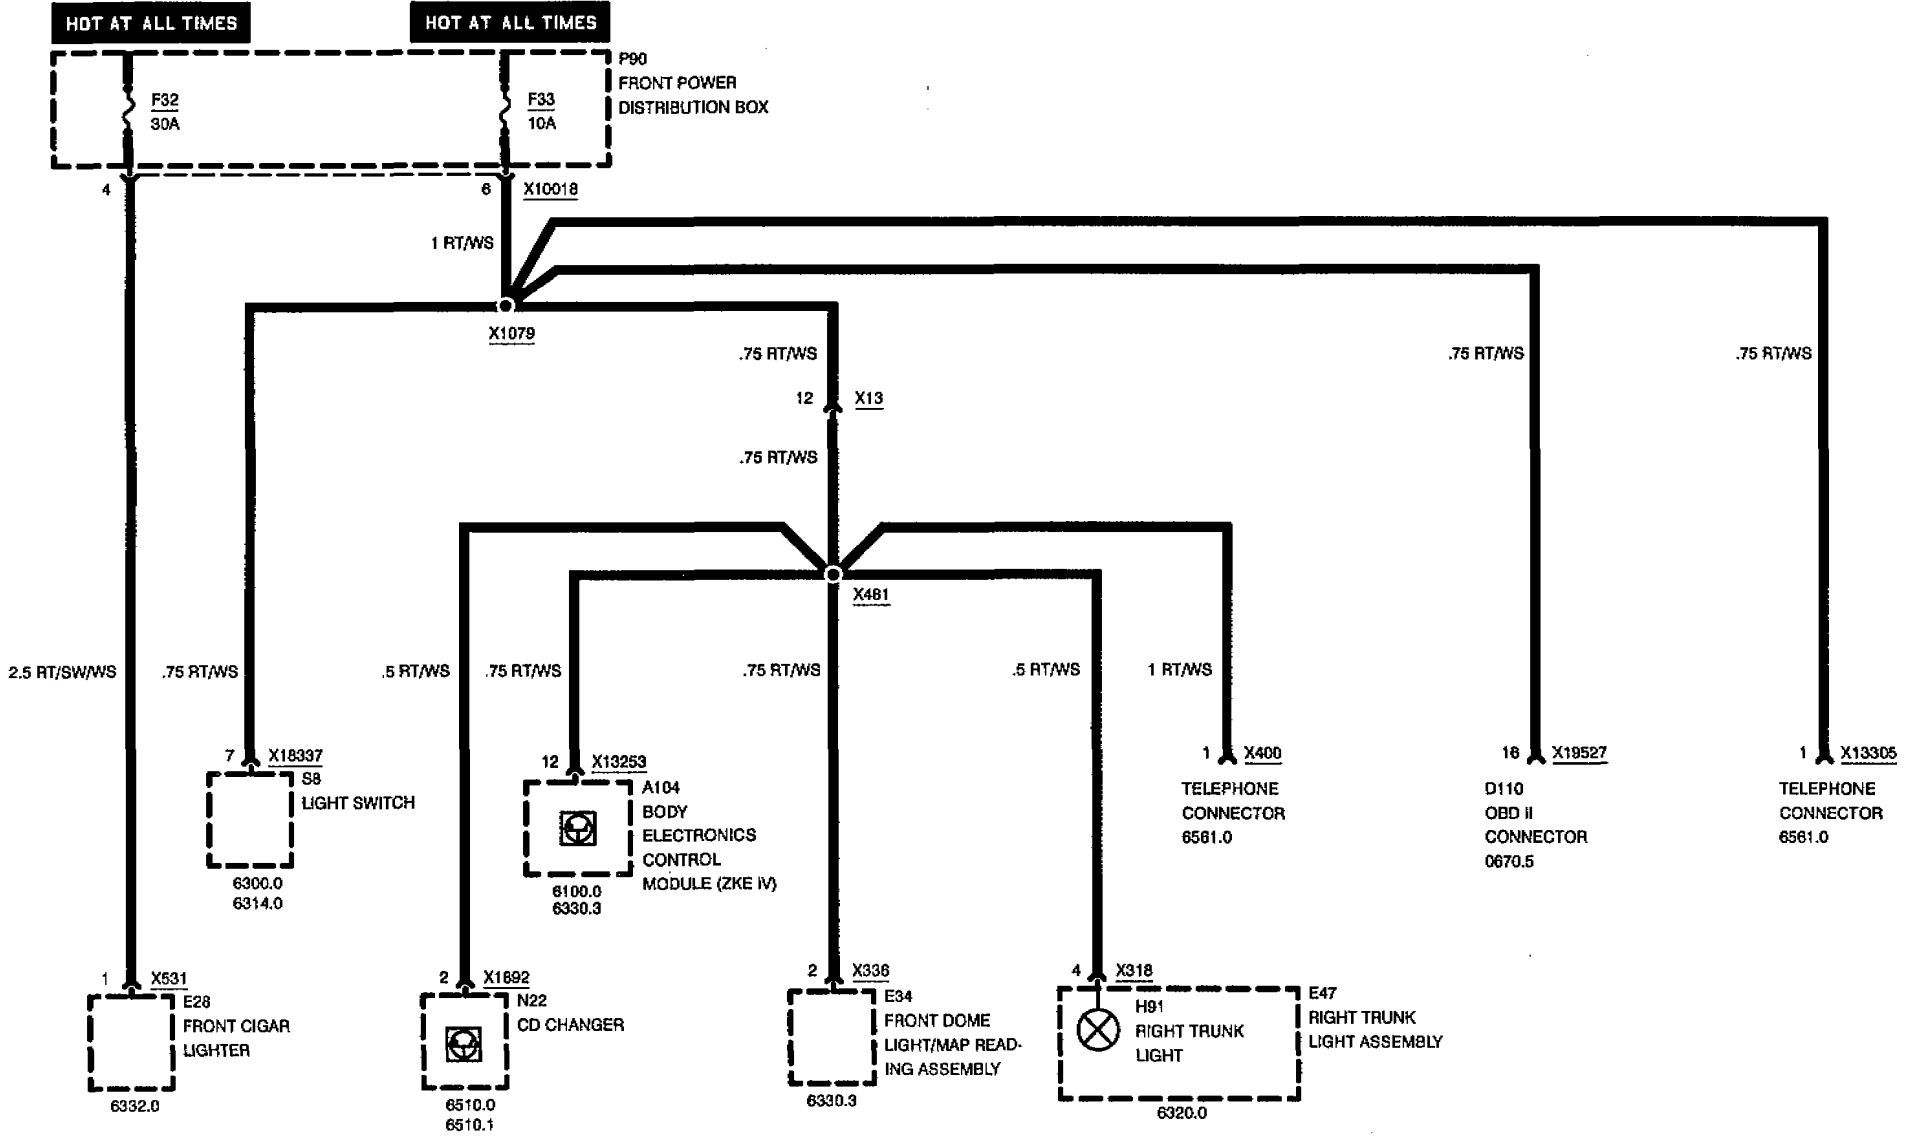 HOT AT ALL TIMES
HOT AT ALL TIMES
P90
FRONT POWER
DISTRIBUTION BOX
F32
30A
F33
10A
4
6
X10018
1 RT/WS
X1079
.75 RT/WS
.75 RT/WS
.75 RT/WS
12
X13
.75 RT/WS
X481
2.5 RT/SW/WS
.75 RT/WS
.5 RT/WS
.75 RT/WS
.75 RT/WS
.5 RT/WS
1 RT/WS
7
X18337
S8
LIGHT SWITCH
6300.0
6314.0
12
X13253
A104
BODY
ELECTRONICS
CONTROL
MODULE (ZKE IV)
6100.0
6330.3
1
X400
TELEPHONE
CONNECTOR
6561.0
16
X19527
D110
OBD II
CONNECTOR
0670.5
1
X13305
TELEPHONE
CONNECTOR
6561.0
1
X531
E28
FRONT CIGAR
LIGHTER
6332.0
2
X1892
N22
CD CHANGER
6510.0
6510.1
2
X336
E34
FRONT DOME
LIGHT/MAP READ-
ING ASSEMBLY
6330.3
4
X318
H91
RIGHT TRUNK
LIGHT
E47
RIGHT TRUNK
LIGHT ASSEMBLY
6320.0